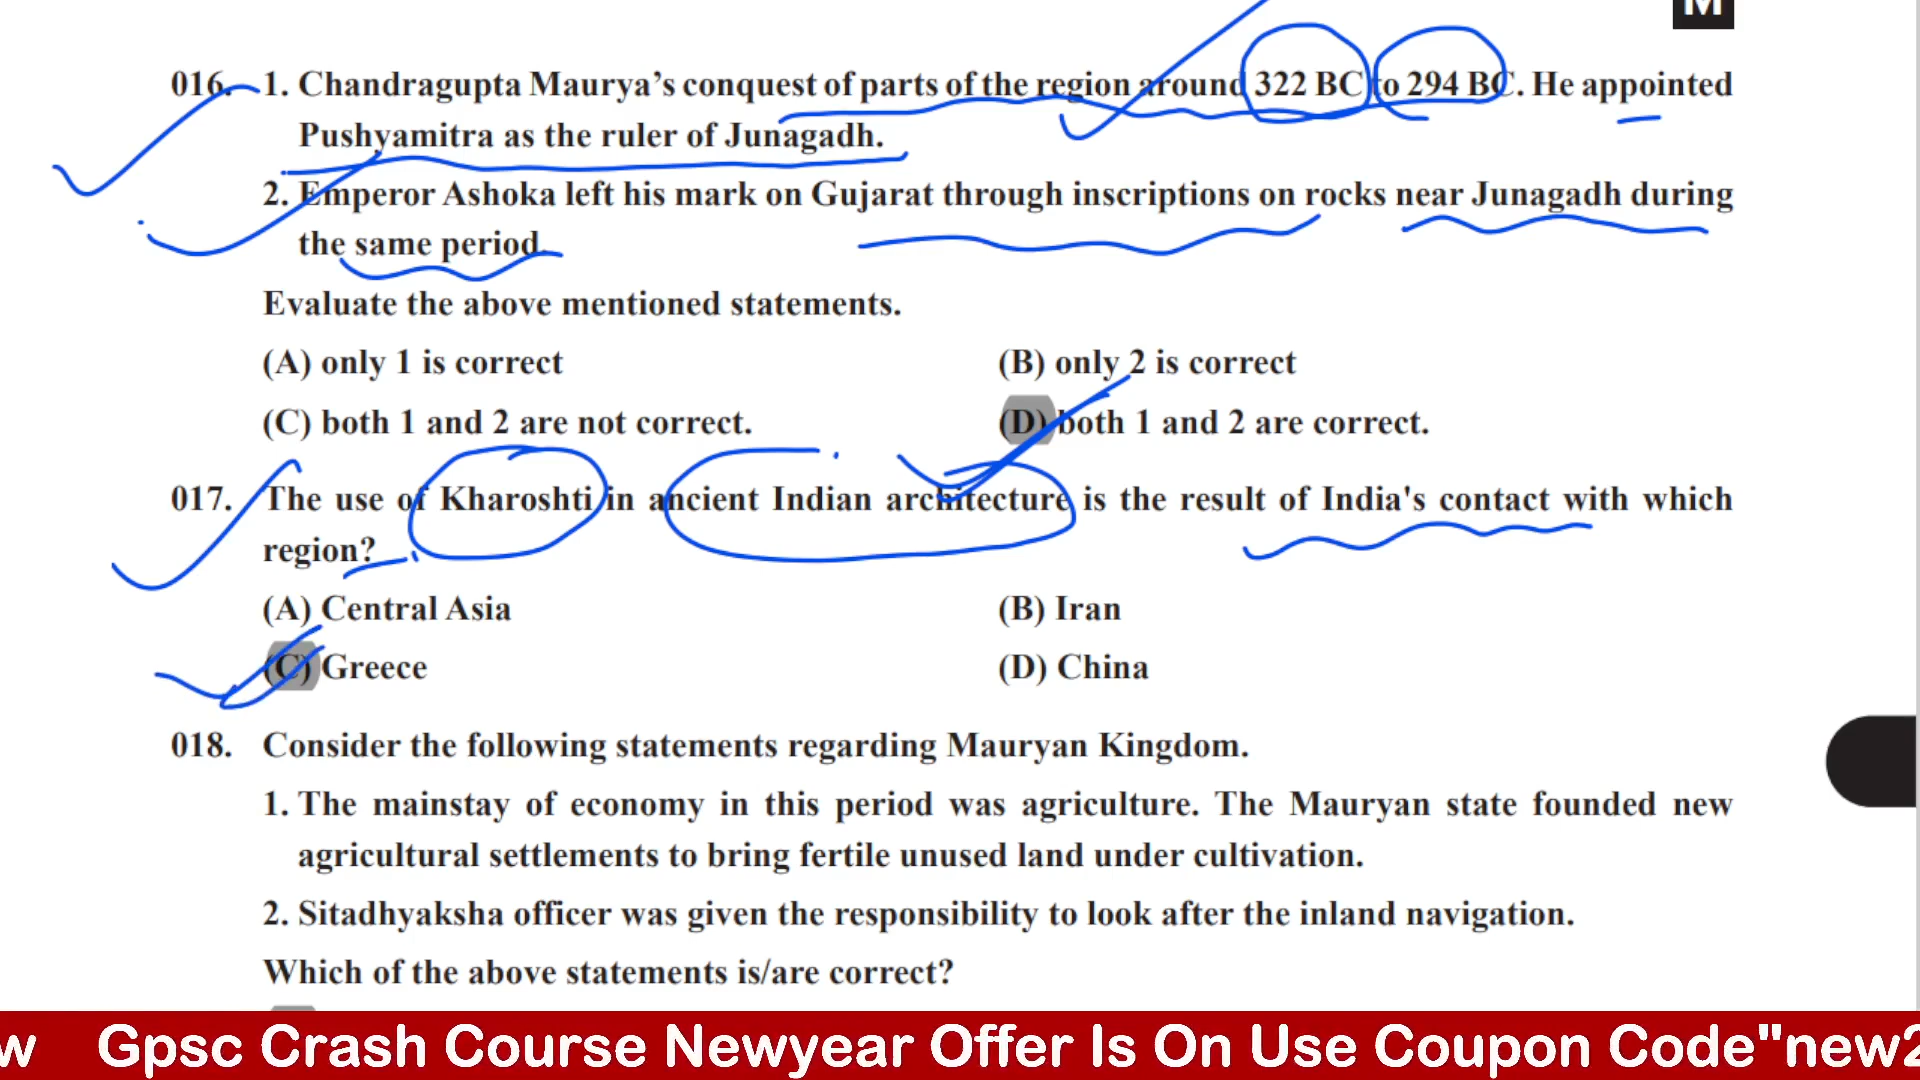 M
016. 1. Chandragupta Maurya’s conquest of parts of the region around 322 BC to 294 BC. He appointed
Pushyamitra as the ruler of Junagadh.
2. Emperor Ashoka left his mark on Gujarat through inscriptions on rocks near Junagadh during
the same period.
Evaluate the above mentioned statements.
(A) only 1 is correct (B) only 2 is correct
(C) both 1 and 2 are not correct. (D) both 1 and 2 are correct.
017. The use of Kharoshti in ancient Indian architecture is the result of India's contact with which
region?
(A) Central Asia (B) Iran
(C) Greece (D) China
018. Consider the following statements regarding Mauryan Kingdom.
1. The mainstay of economy in this period was agriculture. The Mauryan state founded new
agricultural settlements to bring fertile unused land under cultivation.
2. Sitadhyaksha officer was given the responsibility to look after the inland navigation.
Which of the above statements is/are correct?
w Gpsc Crash Course Newyear Offer Is On Use Coupon Code"new2